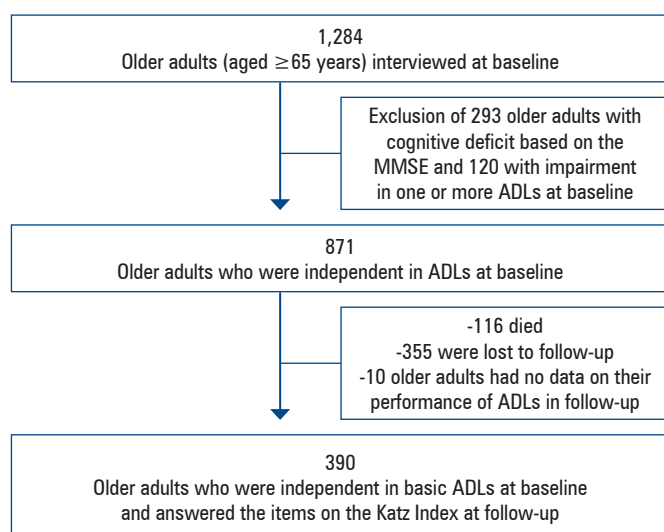 1,284
Older adults (aged ≥65 years) interviewed at baseline
Exclusion of 293 older adults with
cognitive deficit based on the
MMSE and 120 with impairment
in one or more ADLs at baseline
871
Older adults who were independent in ADLs at baseline
-116 died
-355 were lost to follow-up
-10 older adults had no data on their
performance of ADLs in follow-up
390
Older adults who were independent in basic ADLs at baseline
and answered the items on the Katz Index at follow-up